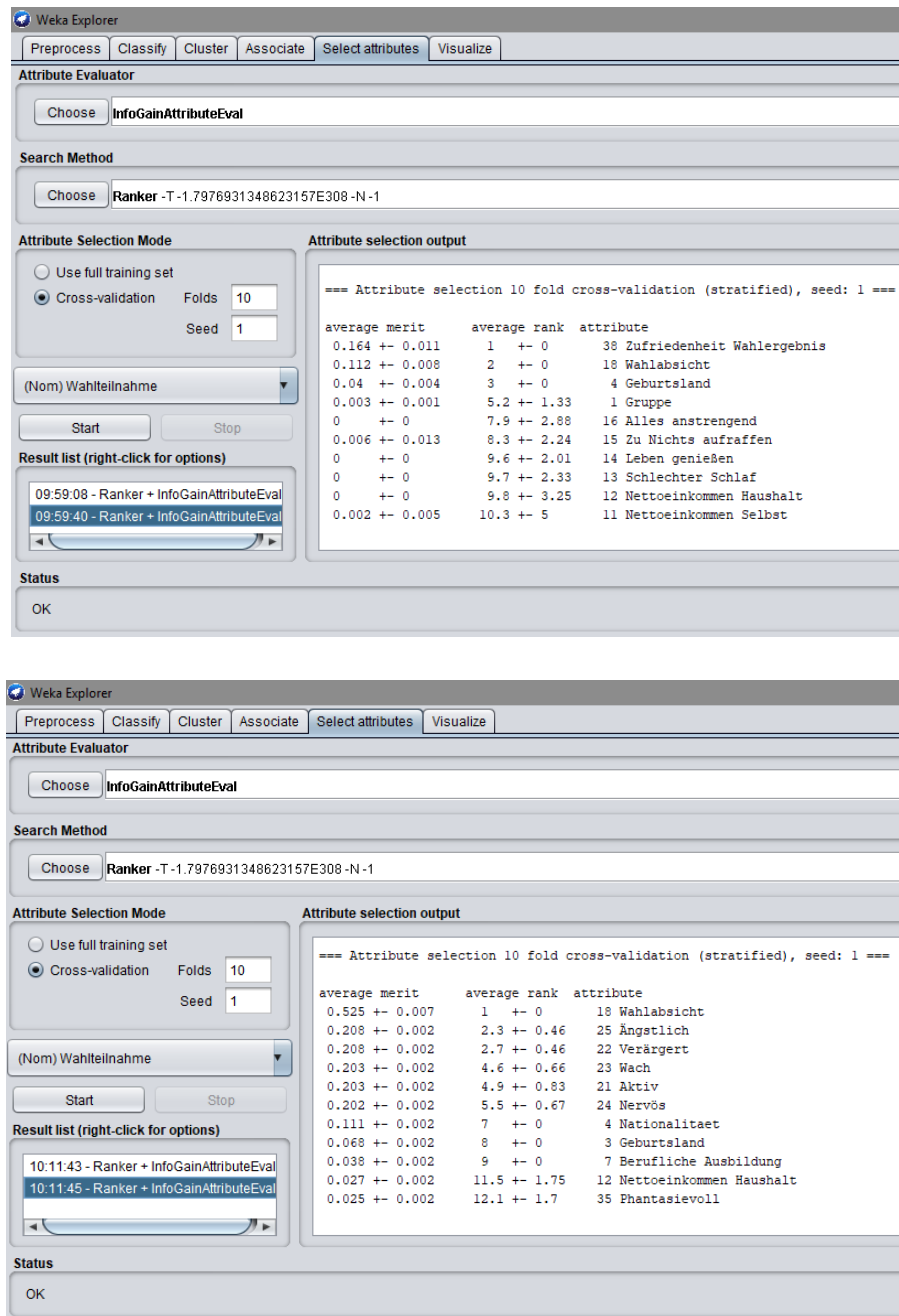 Weka Explorer
Preprocess Classify Cluster Associate Select attributes Visualize
Attribute Evaluator
Choose InfoGainAttributeEval
Search Method
Choose Ranker -T -1.7976931348623157E308 -N -1
Attribute Selection Mode
Use full training set
Cross-validation Folds 10
Seed 1
(Nom) Wahlteilnahme
Start Stop
Result list (right-click for options)
09:59:08 - Ranker + InfoGainAttributeEval
09:59:40 - Ranker + InfoGainAttributeEval
Attribute selection output
=== Attribute selection 10 fold cross-validation (stratified), seed: 1 ===
average merit average rank attribute
0.164 +- 0.011 1 +- 0 38 Zufriedenheit Wahlergebnis
0.112 +- 0.008 2 +- 0 18 Wahlabsicht
0.04 +- 0.004 3 +- 0 4 Geburtsland
0.003 +- 0.001 5.2 +- 1.33 1 Gruppe
0 +- 0 7.9 +- 2.88 16 Alles anstrengend
0.006 +- 0.013 8.3 +- 2.24 15 Zu Nichts aufraffen
0 +- 0 9.6 +- 2.01 14 Leben genießen
0 +- 0 9.7 +- 2.33 13 Schlechter Schlaf
0 +- 0 9.8 +- 3.25 12 Nettoeinkommen Haushalt
0.002 +- 0.005 10.3 +- 5 11 Nettoeinkommen Selbst
Status
OK
Weka Explorer
Preprocess Classify Cluster Associate Select attributes Visualize
Attribute Evaluator
Choose InfoGainAttributeEval
Search Method
Choose Ranker -T -1.7976931348623157E308 -N -1
Attribute Selection Mode
Use full training set
Cross-validation Folds 10
Seed 1
(Nom) Wahlteilnahme
Start Stop
Result list (right-click for options)
10:11:43 - Ranker + InfoGainAttributeEval
10:11:45 - Ranker + InfoGainAttributeEval
Attribute selection output
=== Attribute selection 10 fold cross-validation (stratified), seed: 1 ===
average merit average rank attribute
0.525 +- 0.007 1 +- 0 18 Wahlabsicht
0.208 +- 0.002 2.3 +- 0.46 25 Ängstlich
0.208 +- 0.002 2.7 +- 0.46 22 Verärgert
0.203 +- 0.002 4.6 +- 0.66 23 Wach
0.203 +- 0.002 4.9 +- 0.83 21 Aktiv
0.202 +- 0.002 5.5 +- 0.67 24 Nervös
0.111 +- 0.002 7 +- 0 4 Nationalitaet
0.068 +- 0.002 8 +- 0 3 Geburtsland
0.038 +- 0.002 9 +- 0 7 Berufliche Ausbildung
0.027 +- 0.002 11.5 +- 1.75 12 Nettoeinkommen Haushalt
0.025 +- 0.002 12.1 +- 1.7 35 Phantasievoll
Status
OK